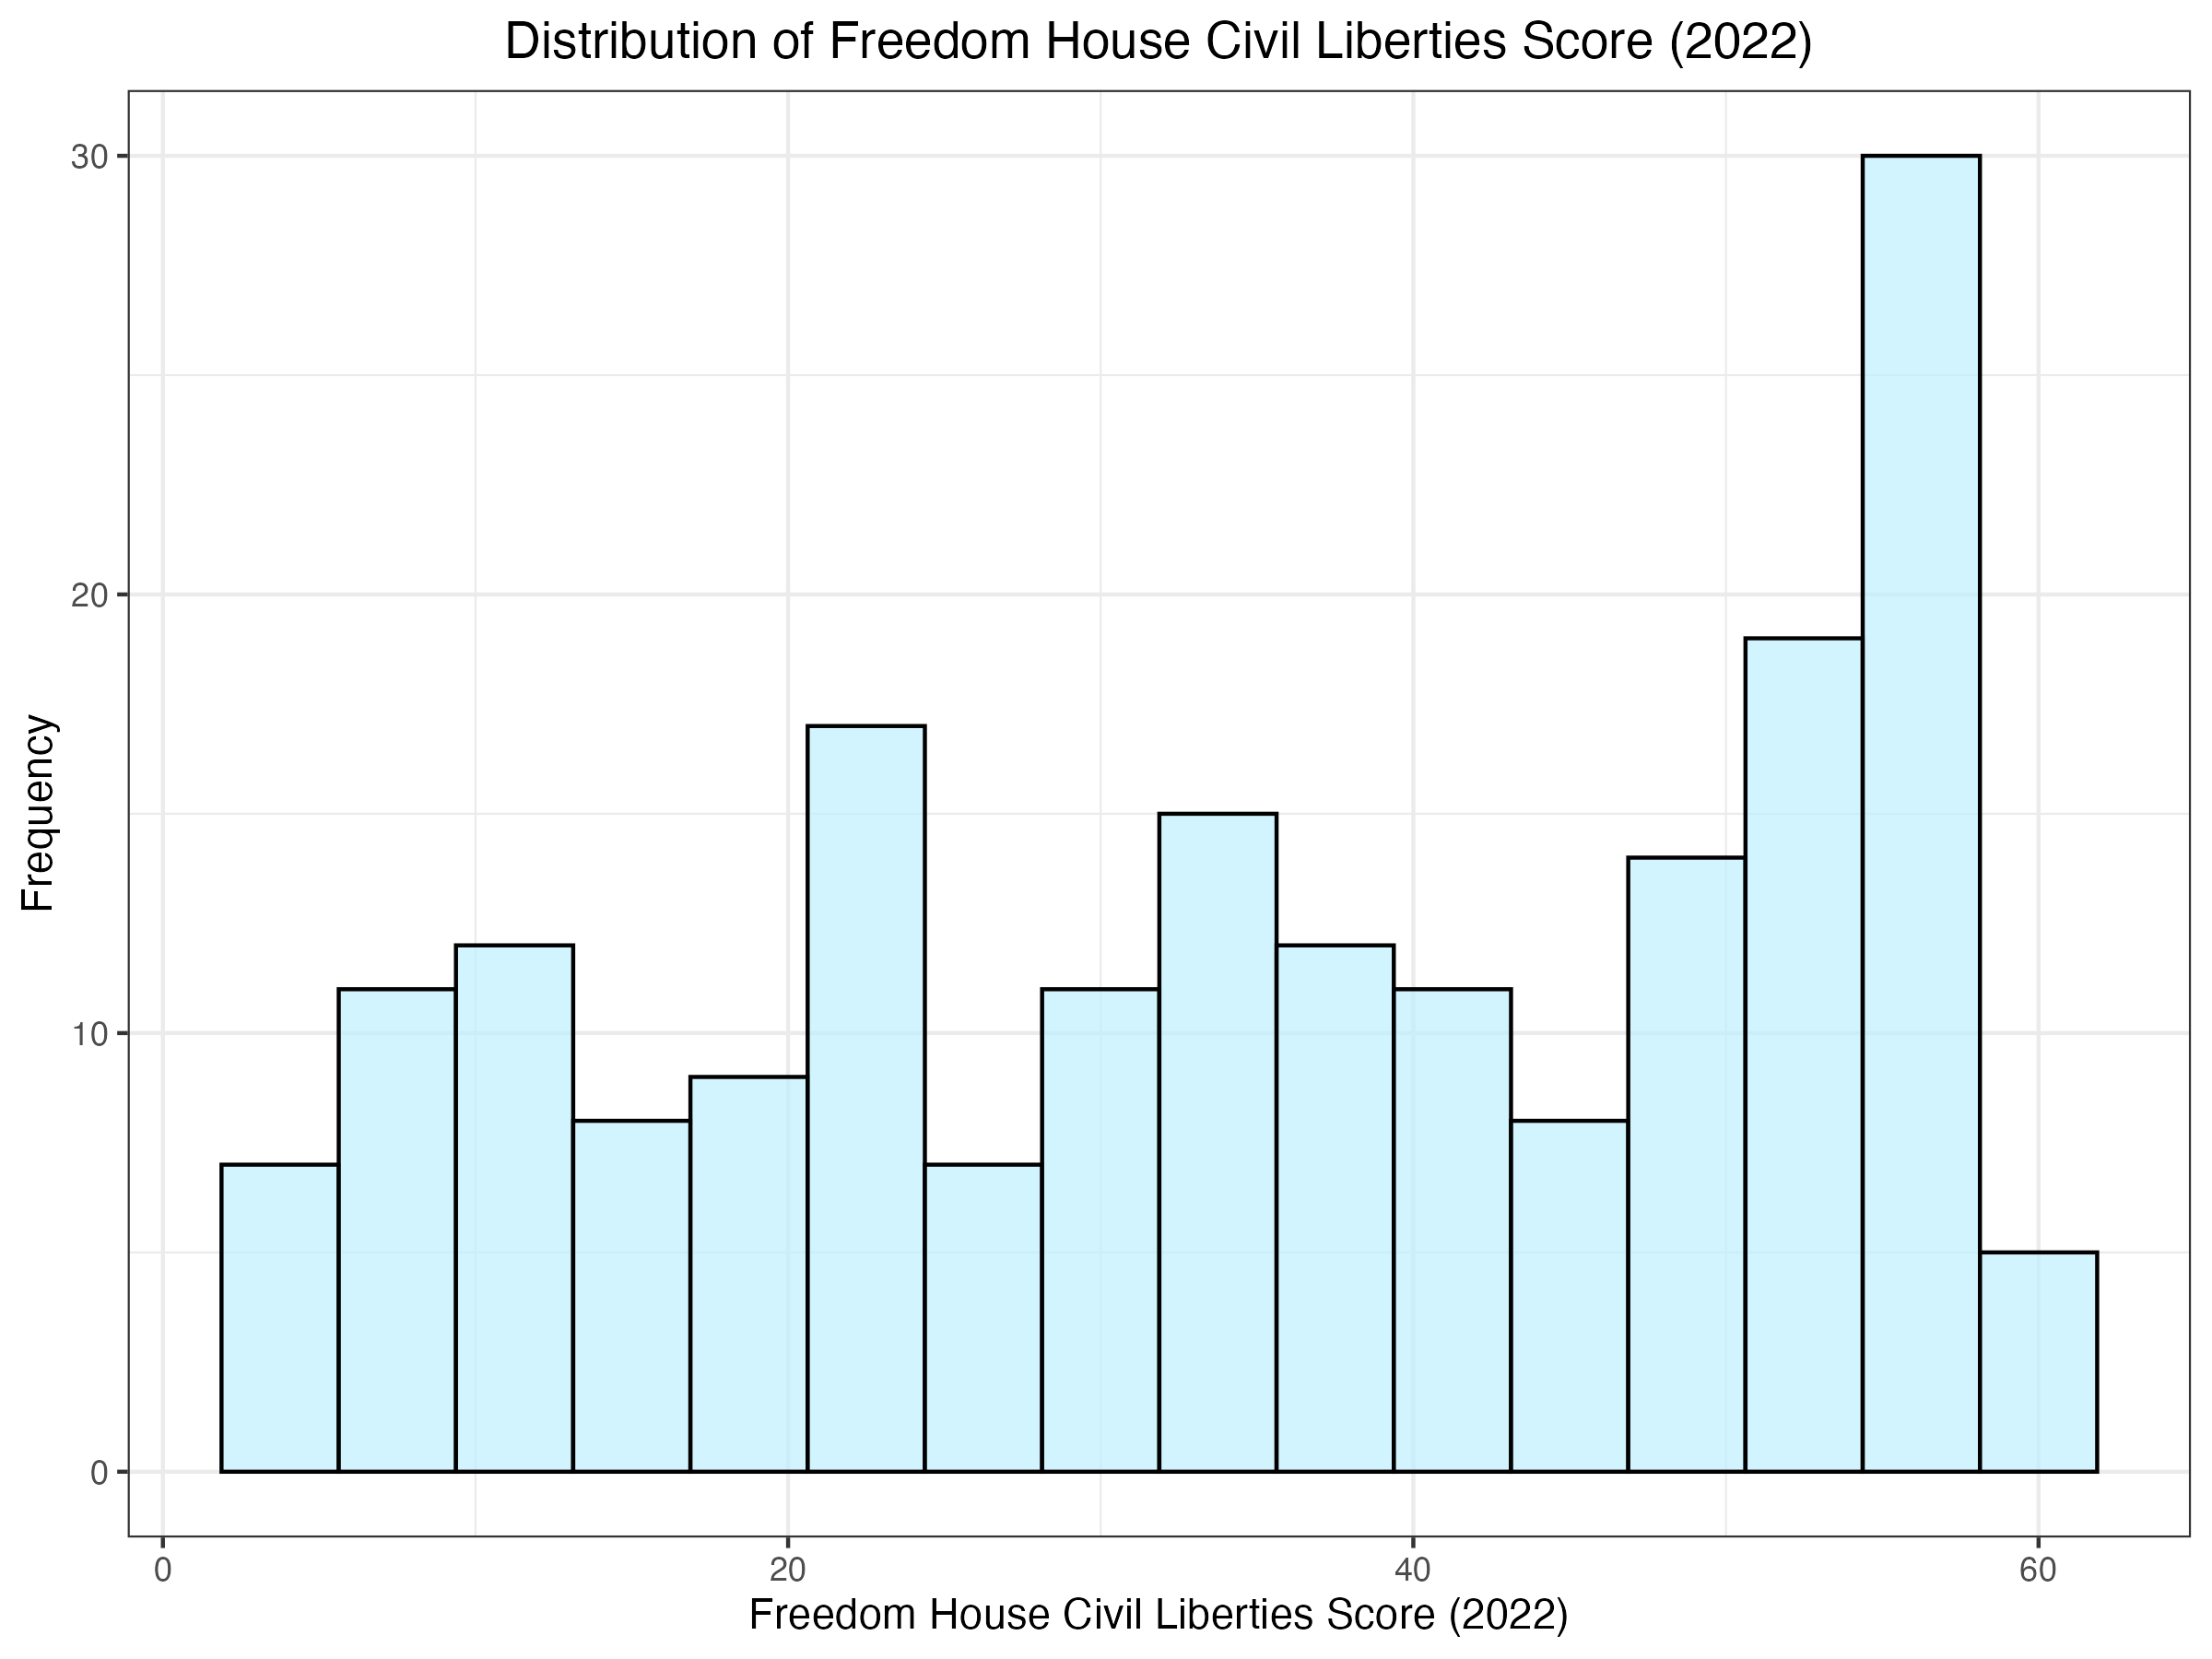 Distribution of Freedom House Civil Liberties Score (2022)
Frequency
30
20
10
0
0 20 40 60
Freedom House Civil Liberties Score (2022)